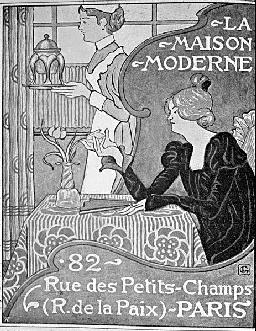 LA
MAISON
MODERNE
82
Rue des Petits-Champs
(R. de la Paix)-PARIS